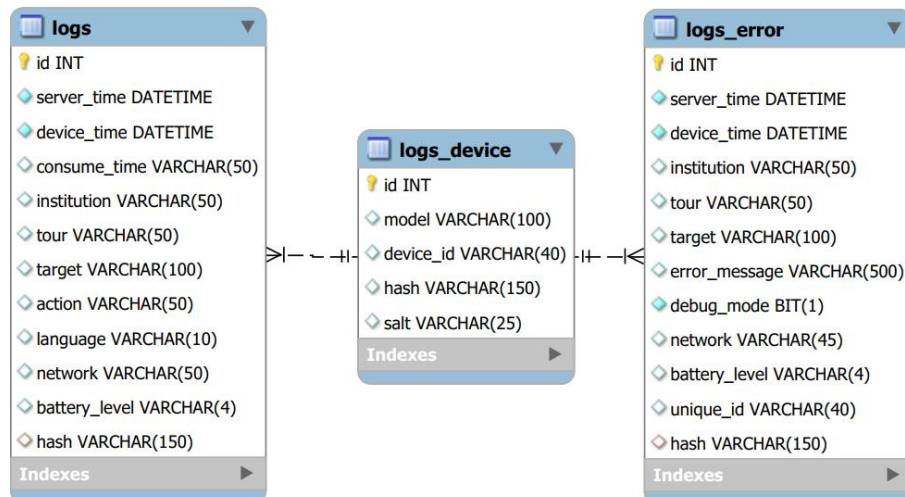 logs
id INT
server_time DATETIME
device_time DATETIME
consume_time VARCHAR(50)
institution VARCHAR(50)
tour VARCHAR(50)
target VARCHAR(100)
action VARCHAR(50)
language VARCHAR(10)
network VARCHAR(50)
battery_level VARCHAR(4)
hash VARCHAR(150)
Indexes
logs_device
id INT
model VARCHAR(100)
device_id VARCHAR(40)
hash VARCHAR(150)
salt VARCHAR(25)
Indexes
logs_error
id INT
server_time DATETIME
device_time DATETIME
institution VARCHAR(50)
tour VARCHAR(50)
target VARCHAR(100)
error_message VARCHAR(500)
debug_mode BIT(1)
network VARCHAR(45)
battery_level VARCHAR(4)
unique_id VARCHAR(40)
hash VARCHAR(150)
Indexes